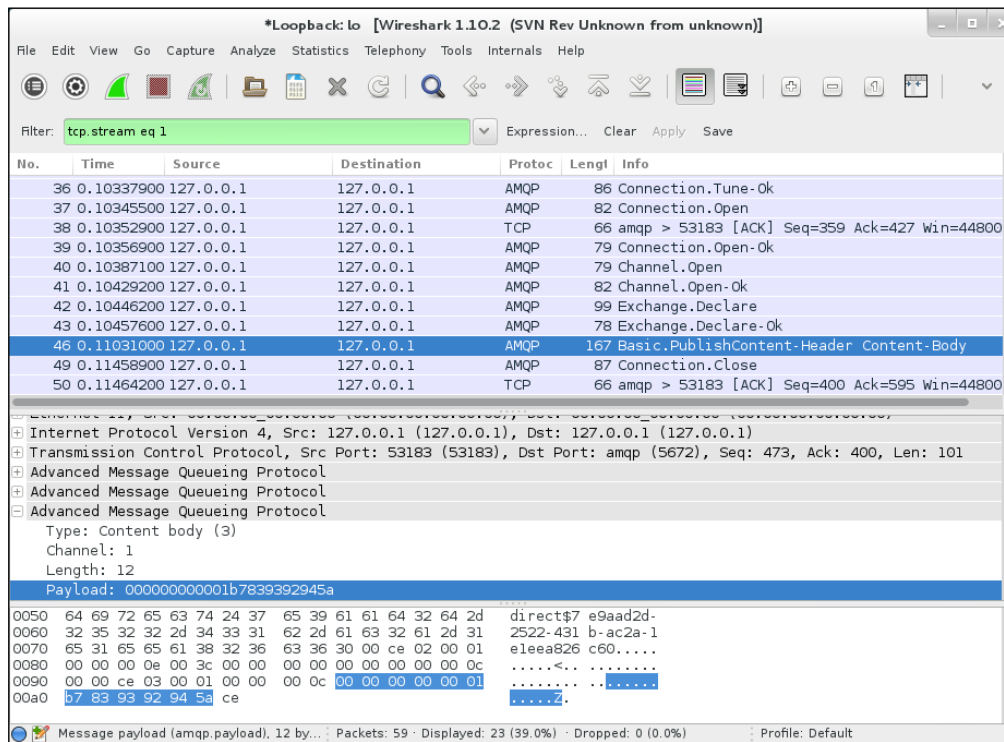 *Loopback: lo [Wireshark 1.10.2 (SVN Rev Unknown from unknown)]
File Edit View Go Capture Analyze Statistics Telephony Tools Internals Help
Filter: tcp.stream eq 1 Expression... Clear Apply Save
No. Time Source Destination Protoc Lengt Info
36 0.10337900 127.0.0.1 127.0.0.1 AMQP 86 Connection.Tune-Ok
37 0.10345500 127.0.0.1 127.0.0.1 AMQP 82 Connection.Open
38 0.10352900 127.0.0.1 127.0.0.1 TCP 66 amqp > 53183 [ACK] Seq=359 Ack=427 Win=44800
39 0.10356900 127.0.0.1 127.0.0.1 AMQP 79 Connection.Open-Ok
40 0.10387100 127.0.0.1 127.0.0.1 AMQP 79 Channel.Open
41 0.10429200 127.0.0.1 127.0.0.1 AMQP 82 Channel.Open-Ok
42 0.10446200 127.0.0.1 127.0.0.1 AMQP 99 Exchange.Declare
43 0.10457600 127.0.0.1 127.0.0.1 AMQP 78 Exchange.Declare-Ok
46 0.11031000 127.0.0.1 127.0.0.1 AMQP 167 Basic.PublishContent-Header Content-Body
49 0.11458900 127.0.0.1 127.0.0.1 AMQP 87 Connection.Close
50 0.11464200 127.0.0.1 127.0.0.1 TCP 66 amqp > 53183 [ACK] Seq=400 Ack=595 Win=44800
Internet Protocol Version 4, Src: 127.0.0.1 (127.0.0.1), Dst: 127.0.0.1 (127.0.0.1)
Transmission Control Protocol, Src Port: 53183 (53183), Dst Port: amqp (5672), Seq: 473, Ack: 400, Len: 101
Advanced Message Queueing Protocol
Advanced Message Queueing Protocol
Advanced Message Queueing Protocol
Type: Content body (3)
Channel: 1
Length: 12
Payload: 000000000001b7839392945a
0050 64 69 72 65 63 74 24 37 65 39 61 61 64 32 64 2d direct$7 e9aad2d-
0060 32 35 32 32 2d 34 33 31 62 2d 61 63 32 61 2d 31 2522-431 b-ac2a-1
0070 65 31 65 65 61 38 32 36 63 36 30 00 ce 02 00 01 e1eea826 c60.....
0080 00 00 00 0e 00 3c 00 00 00 00 00 00 00 00 00 0c .....<.. ........
0090 00 00 ce 03 00 01 00 00 00 0c 00 00 00 00 00 01 ........ ........
00a0 b7 83 93 92 94 5a ce .....Z.
Message payload (amqp.payload), 12 by... Packets: 59 · Displayed: 23 (39.0%) · Dropped: 0 (0.0%) Profile: Default